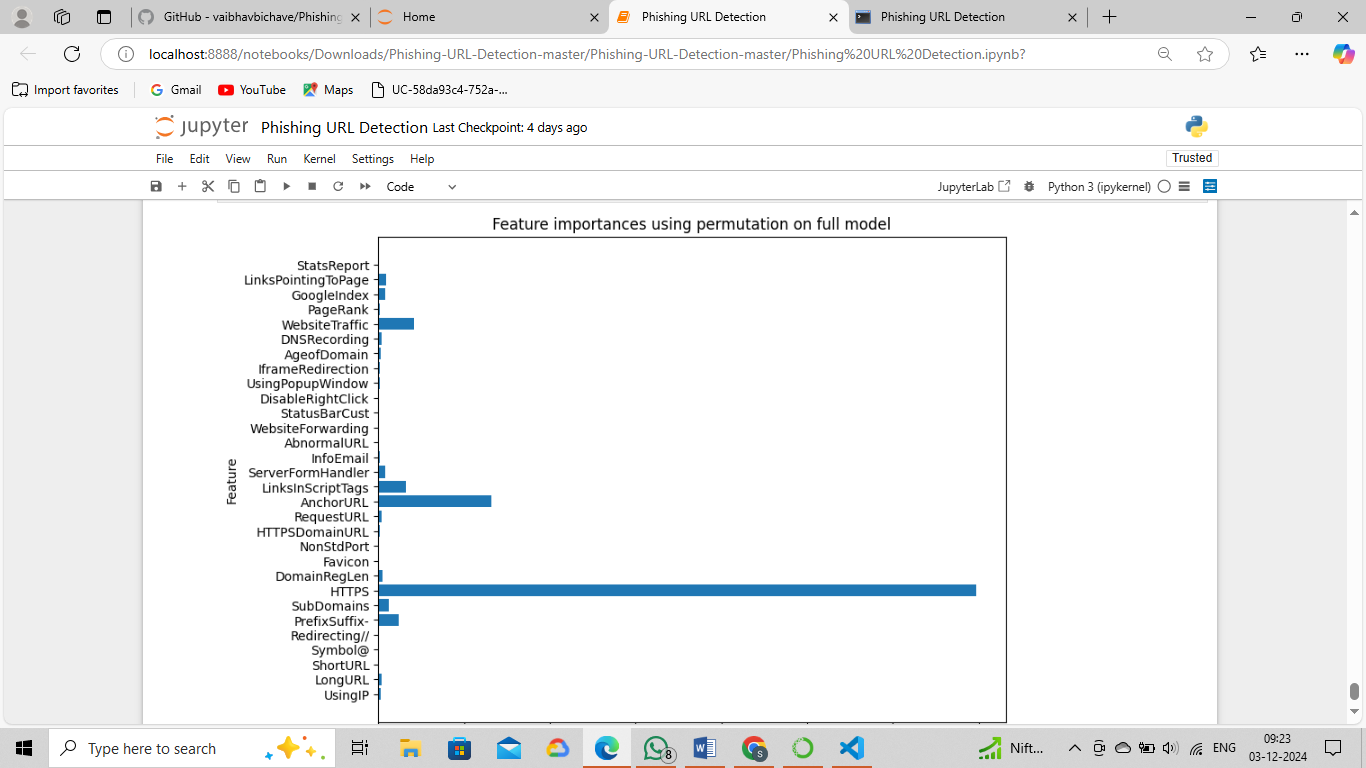 GitHub - vaibhavbichave/Phishing
Home
Phishing URL Detection
Phishing URL Detection
localhost:8888/notebooks/Downloads/Phishing-URL-Detection-master/Phishing-URL-Detection-master/Phishing%20URL%20Detection.ipynb?
Import favorites
Gmail
YouTube
Maps
UC-58da93c4-752a-...
jupyter Phishing URL Detection Last Checkpoint: 4 days ago
File Edit View Run Kernel Settings Help
Trusted
Code
JupyterLab
Python 3 (ipykernel)
Feature importances using permutation on full model
StatsReport
LinksPointingToPage
GoogleIndex
PageRank
WebsiteTraffic
DNSRecording
AgeofDomain
IframeRedirection
UsingPopupWindow
DisableRightClick
StatusBarCust
WebsiteForwarding
AbnormalURL
InfoEmail
ServerFormHandler
LinksInScriptTags
AnchorURL
RequestURL
HTTPSDomainURL
NonStdPort
Favicon
DomainRegLen
HTTPS
SubDomains
PrefixSuffix-
Redirecting//
Symbol@
ShortURL
LongURL
UsingIP
Feature
Type here to search
8
S
Nift...
ENG
09:23
03-12-2024